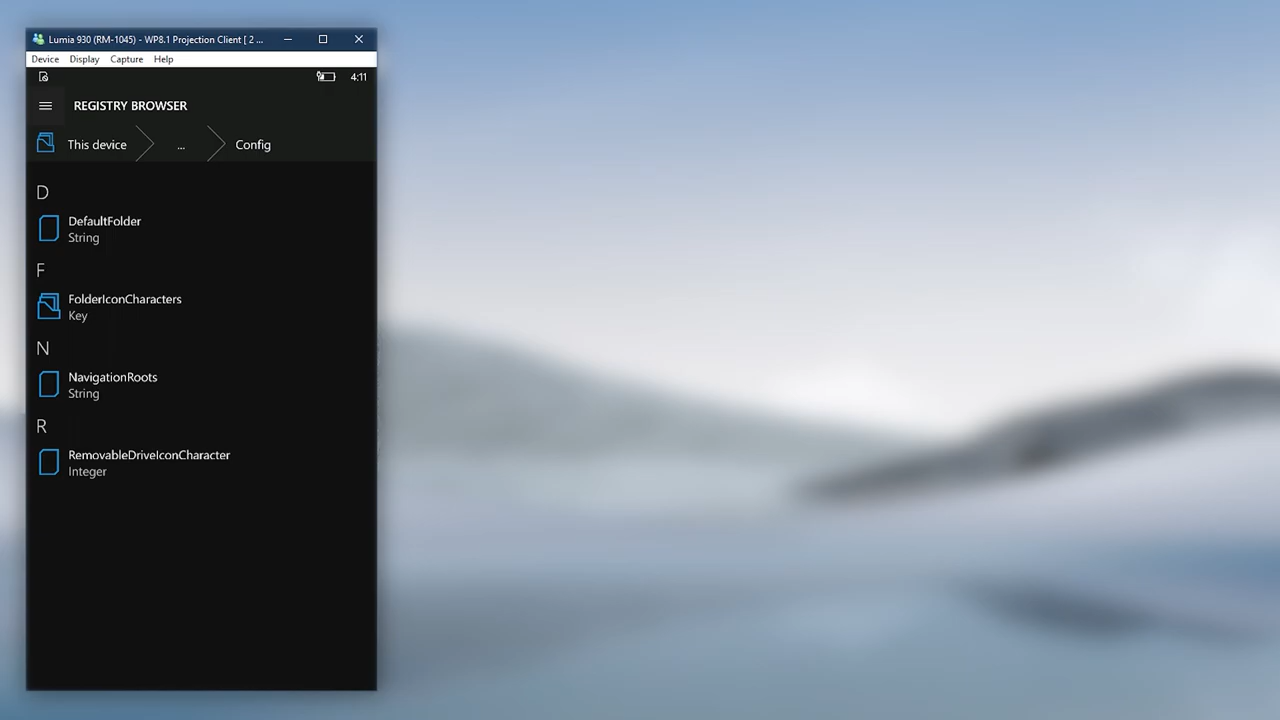 Lumia 930 (RM-1045) - WP8.1 Projection Client [ 2 ...
Device Display Capture Help
4:11
REGISTRY BROWSER
This device ... Config
D
DefaultFolder
String
F
FolderIconCharacters
Key
N
NavigationRoots
String
R
RemovableDriveIconCharacter
Integer